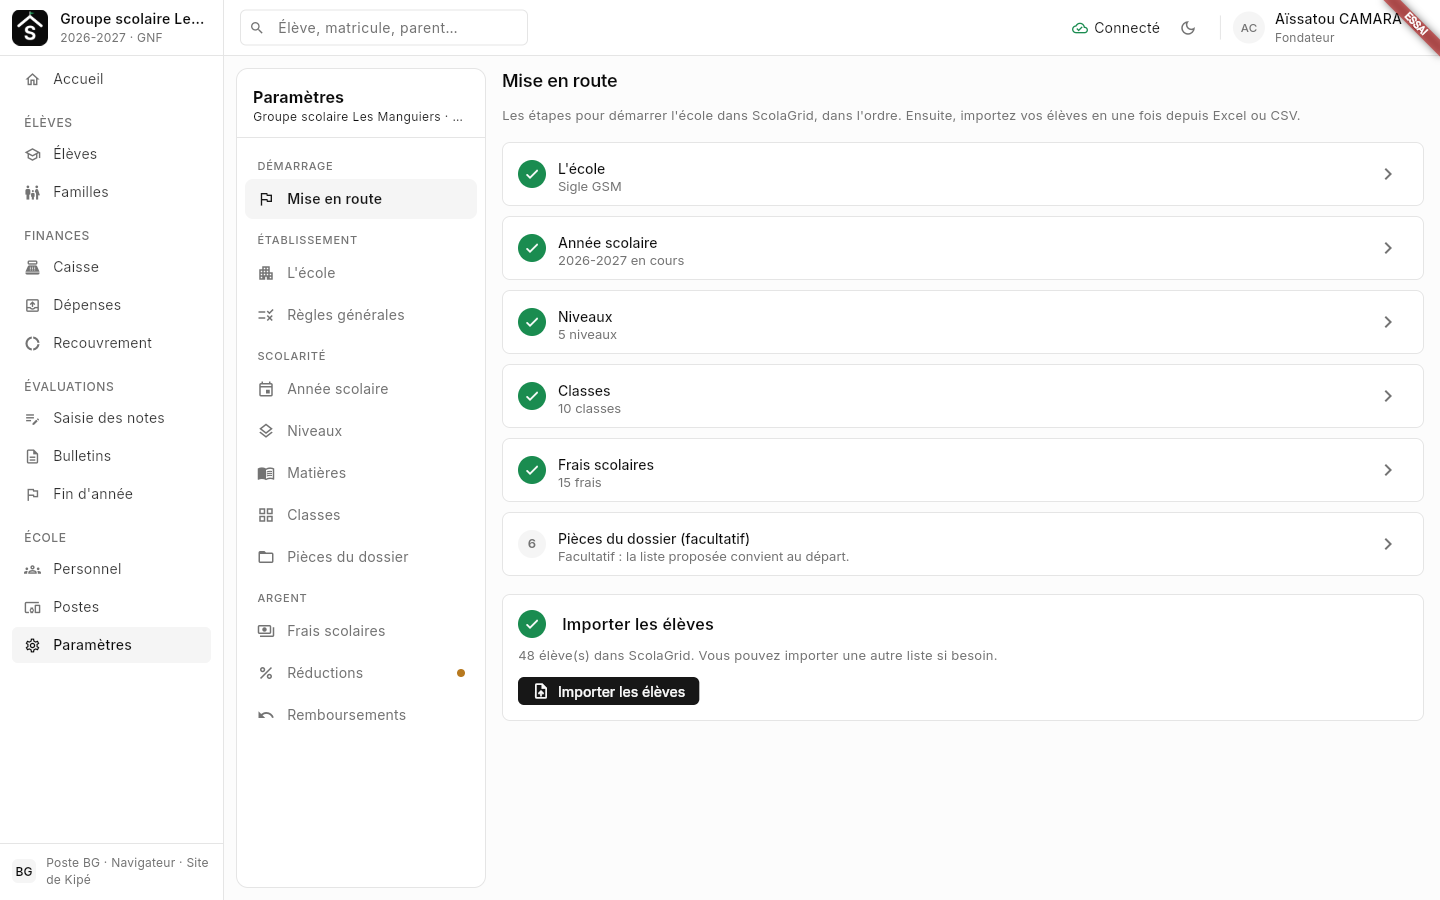 Groupe scolaire Le...
2026-2027 · GNF
Élève, matricule, parent...
Connecté
AC
Aïssatou CAMARA
Fondateur
ESSAI
Accueil
ÉLÈVES
Élèves
Familles
FINANCES
Caisse
Dépenses
Recouvrement
ÉVALUATIONS
Saisie des notes
Bulletins
Fin d'année
ÉCOLE
Personnel
Postes
Paramètres
BG
Poste BG · Navigateur · Site
de Kipé
Paramètres
Groupe scolaire Les Manguiers · ...
DÉMARRAGE
Mise en route
ÉTABLISSEMENT
L'école
Règles générales
SCOLARITÉ
Année scolaire
Niveaux
Matières
Classes
Pièces du dossier
ARGENT
Frais scolaires
Réductions
Remboursements
Mise en route
Les étapes pour démarrer l'école dans ScolaGrid, dans l'ordre. Ensuite, importez vos élèves en une fois depuis Excel ou CSV.
L'école
Sigle GSM
Année scolaire
2026-2027 en cours
Niveaux
5 niveaux
Classes
10 classes
Frais scolaires
15 frais
6
Pièces du dossier (facultatif)
Facultatif : la liste proposée convient au départ.
Importer les élèves
48 élève(s) dans ScolaGrid. Vous pouvez importer une autre liste si besoin.
Importer les élèves